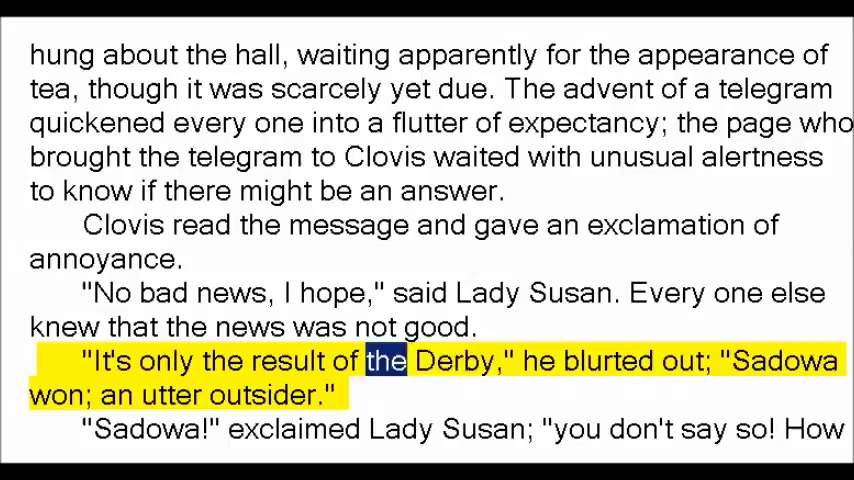 hung about the hall, waiting apparently for the appearance of
tea, though it was scarcely yet due. The advent of a telegram
quickened every one into a flutter of expectancy; the page who
brought the telegram to Clovis waited with unusual alertness
to know if there might be an answer.
Clovis read the message and gave an exclamation of
annoyance.
"No bad news, I hope," said Lady Susan. Every one else
knew that the news was not good.
"It's only the result of the Derby," he blurted out; "Sadowa
won; an utter outsider."
"Sadowa!" exclaimed Lady Susan; "you don't say so! How